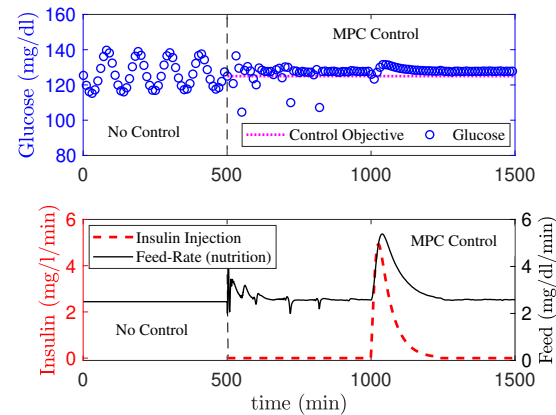 160
140
120
100
80
Glucose (mg/dl)
MPC Control
No Control
Control Objective
Glucose
0
500
1000
1500
6
4
2
0
Insulin (mg/l/min)
Insulin Injection
Feed-Rate (nutrition)
MPC Control
No Control
6
4
2
0
Feed (mg/dl/min)
0
500
1000
1500
time (min)